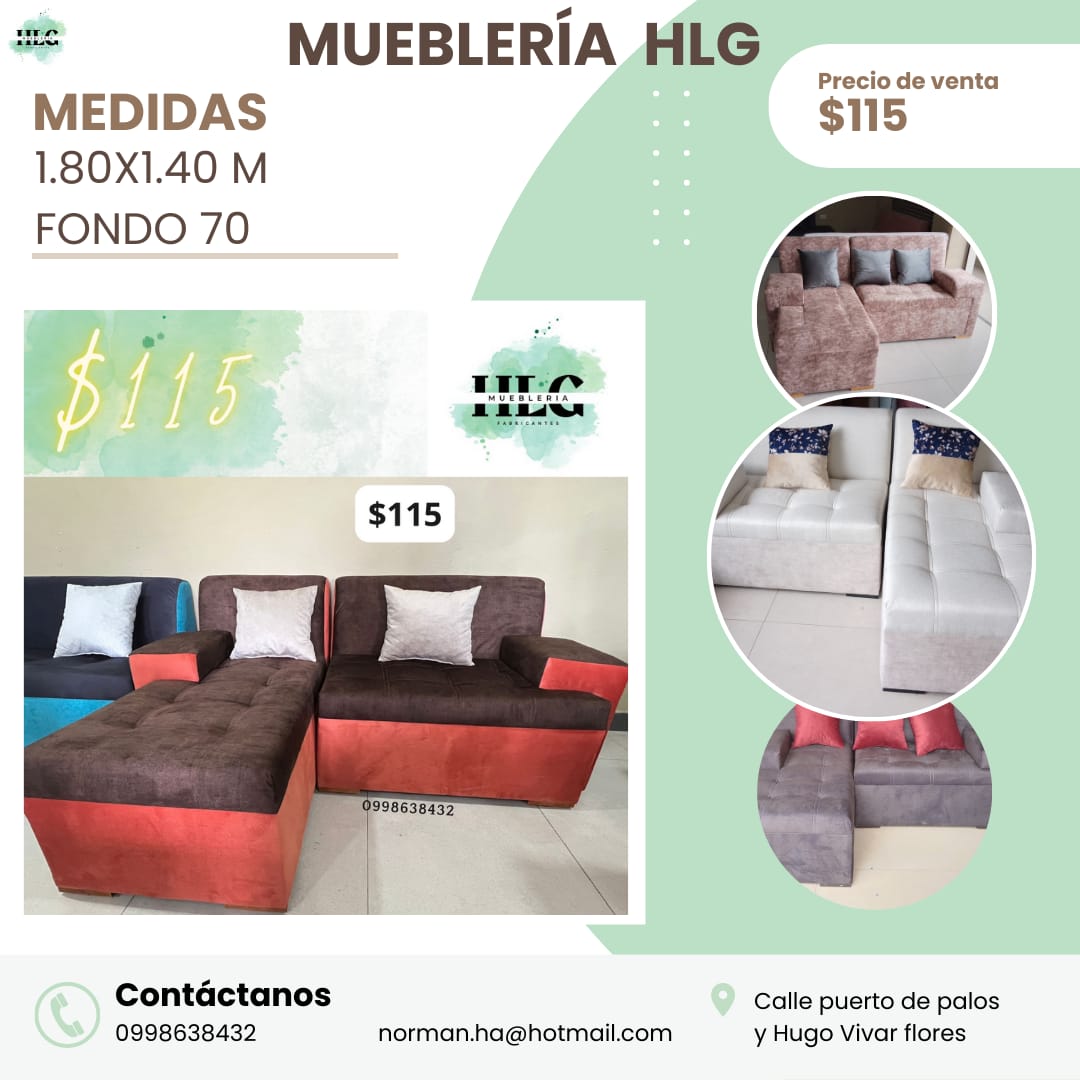 HLG
MUEBLERÍA HLG
MEDIDAS
1.80X1.40 M
FONDO 70
Precio de venta
$115
$115
HLG
MUEBLERIA
FABRICANTES
$115
0998638432
Contáctanos
0998638432
norman.ha@hotmail.com
Calle puerto de palos
y Hugo Vivar flores